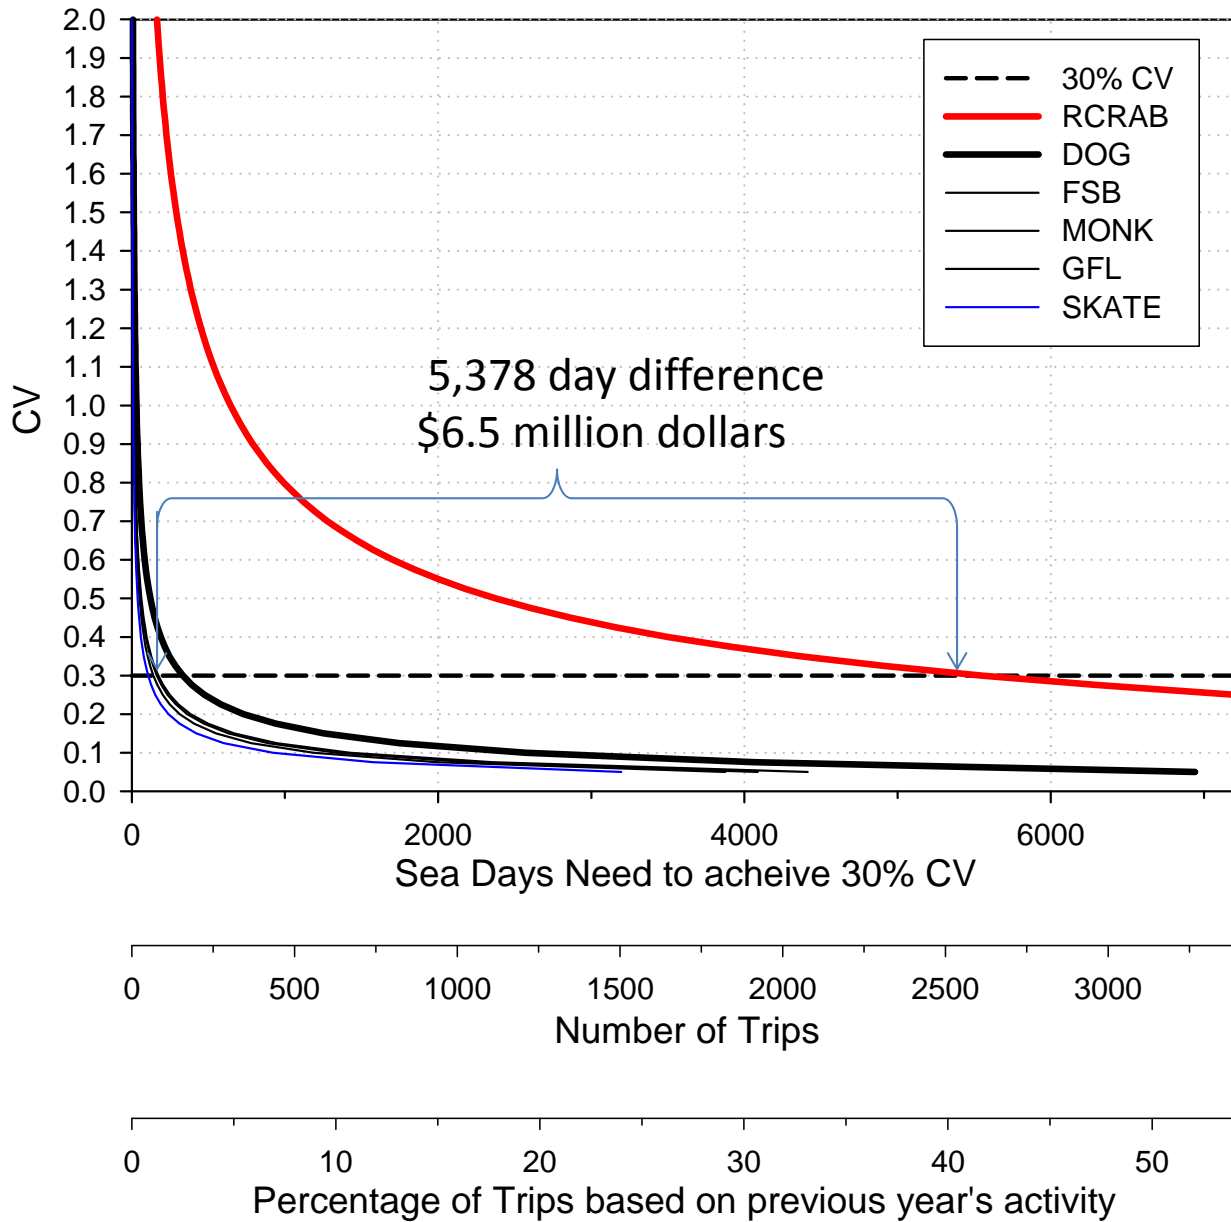 2.0
1.9
1.8
1.7
1.6
1.5
1.4
1.3
1.2
1.1
1.0
0.9
0.8
0.7
0.6
0.5
0.4
0.3
0.2
0.1
0.0
CV
30% CV
RCRAB
DOG
FSB
MONK
GFL
SKATE
5,378 day difference
$6.5 million dollars
0 2000 4000 6000
Sea Days Need to acheive 30% CV
0 500 1000 1500 2000 2500 3000
Number of Trips
0 10 20 30 40 50
Percentage of Trips based on previous year's activity